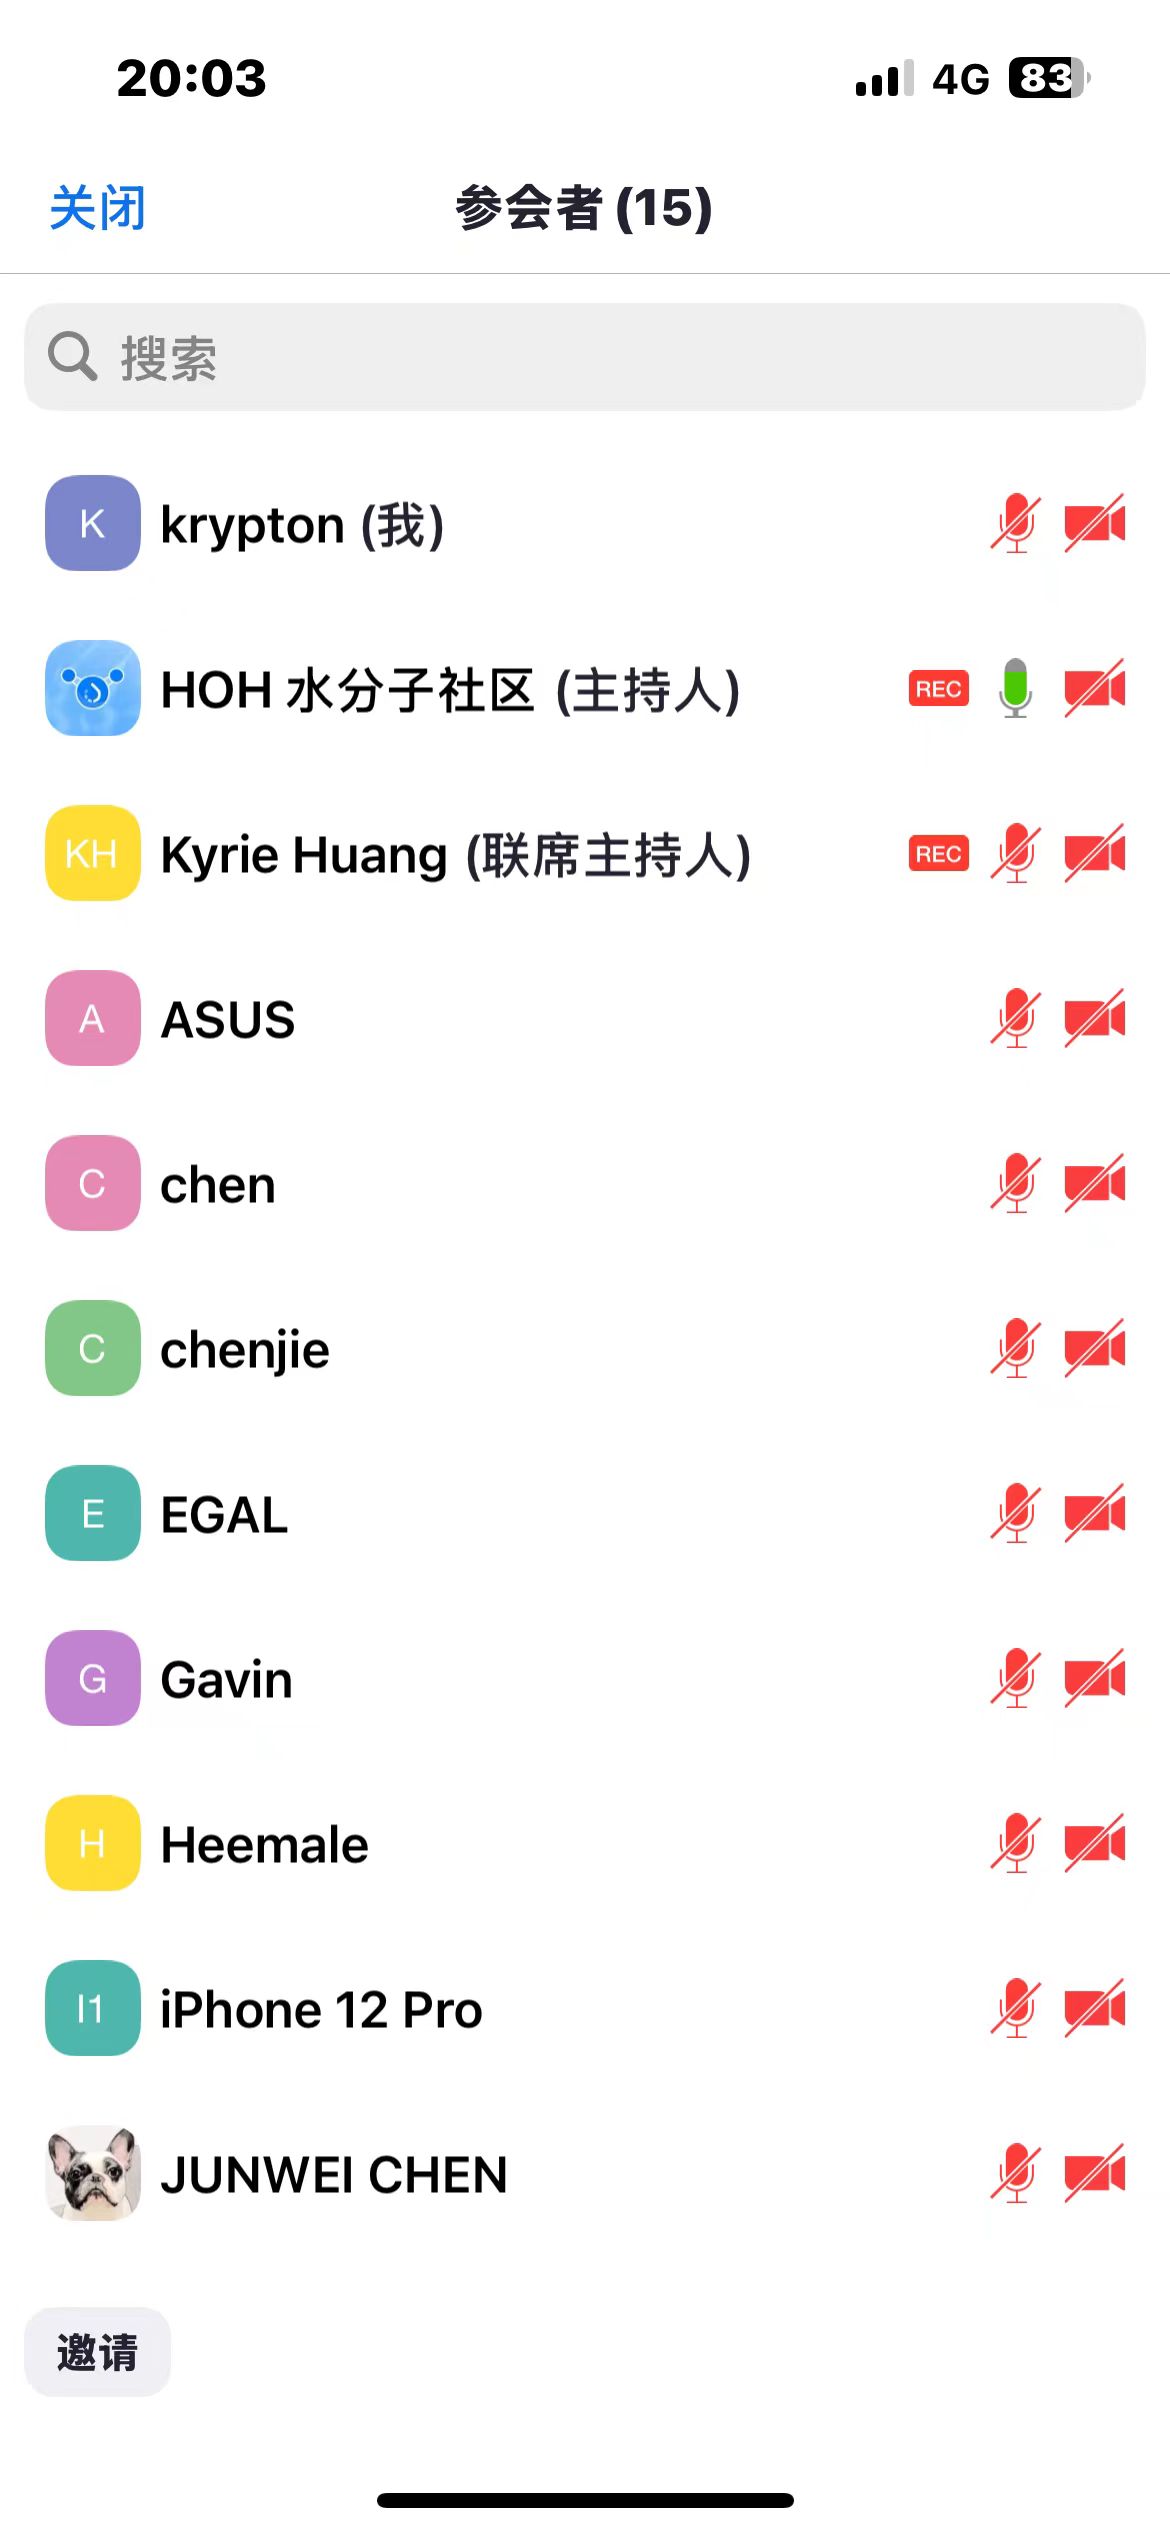 20:03 4G 83
关闭 参会者 (15)
搜索
K krypton (我)
HOH 水分子社区 (主持人) REC
KH Kyrie Huang (联席主持人) REC
A ASUS
C chen
C chenjie
E EGAL
G Gavin
H Heemale
I1 iPhone 12 Pro
JUNWEI CHEN
邀请